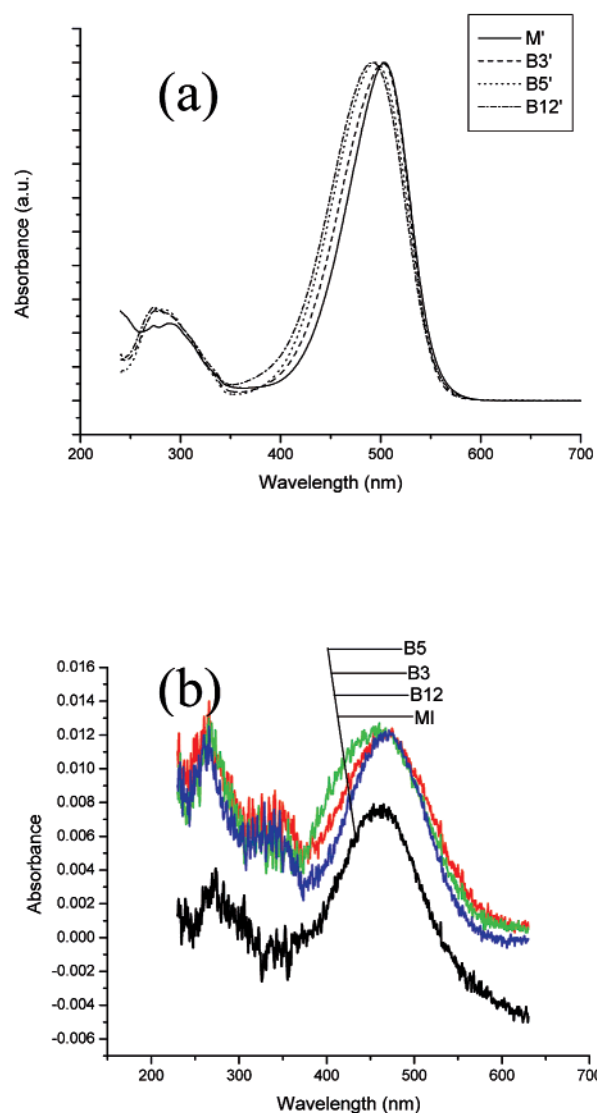 M'
B3'
B5'
B12'
(a)
Absorbance (a.u.)
200 300 400 500 600 700
Wavelength (nm)
B5
B3
B12
MI
(b)
0.016
0.014
0.012
0.010
0.008
0.006
0.004
0.002
0.000
-0.002
-0.004
-0.006
Absorbance
200 300 400 500 600 700
Wavelength (nm)